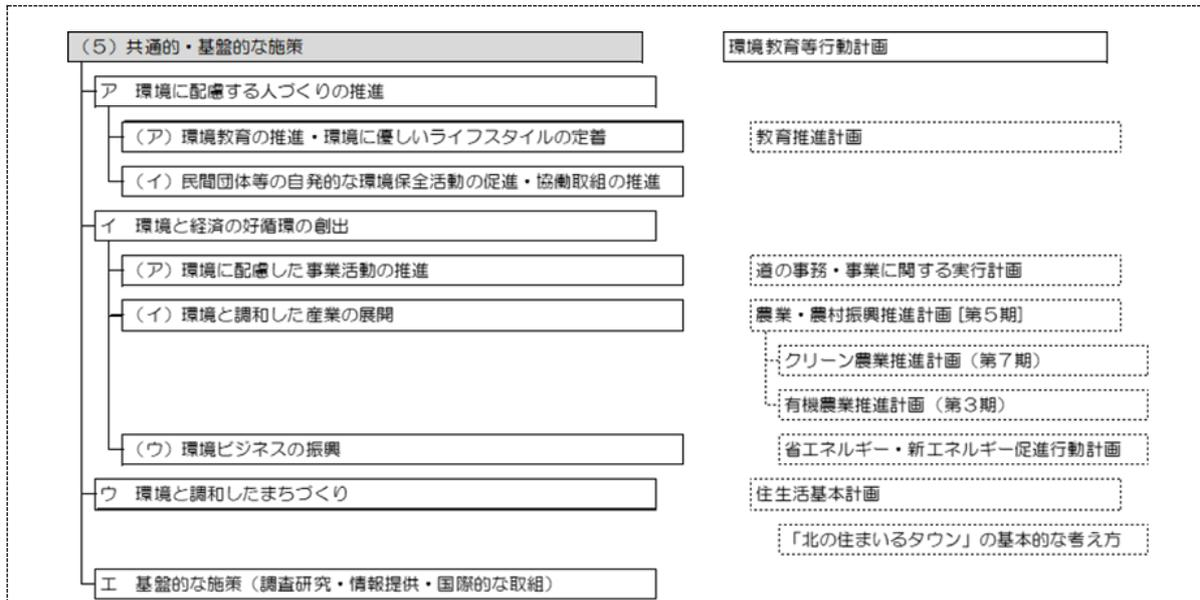 （5）共通的・基盤的な施策
環境教育等行動計画
ア　環境に配慮する人づくりの推進
（ア）環境教育の推進・環境に優しいライフスタイルの定着
教育推進計画
（イ）民間団体等の自発的な環境保全活動の促進・協働取組の推進
イ　環境と経済の好循環の創出
（ア）環境に配慮した事業活動の推進
道の事務・事業に関する実行計画
（イ）環境と調和した産業の展開
農業・農村振興推進計画［第5期］
クリーン農業推進計画（第7期）
有機農業推進計画（第3期）
（ウ）環境ビジネスの振興
省エネルギー・新エネルギー促進行動計画
ウ　環境と調和したまちづくり
住生活基本計画
「北の住まいるタウン」の基本的な考え方
エ　基盤的な施策（調査研究・情報提供・国際的な取組）